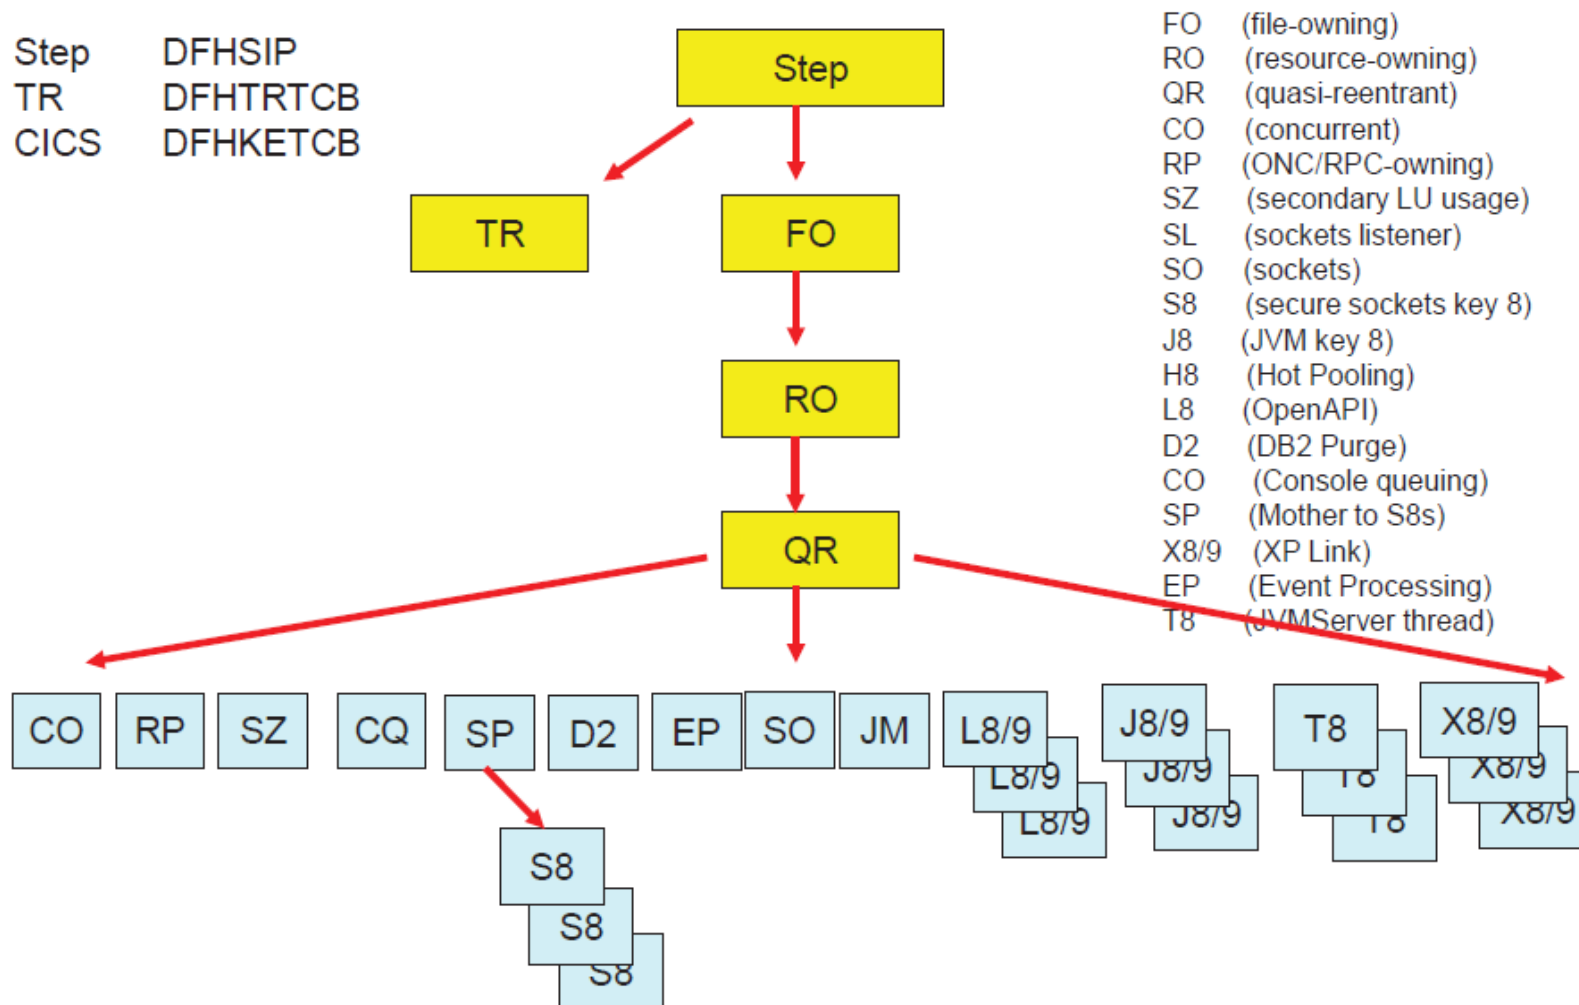 Step DFHSIP
TR DFHTRTCB
CICS DFHKETCB
FO (file-owning)
RO (resource-owning)
QR (quasi-reentrant)
CO (concurrent)
RP (ONC/RPC-owning)
SZ (secondary LU usage)
SL (sockets listener)
SO (sockets)
S8 (secure sockets key 8)
J8 (JVM key 8)
H8 (Hot Pooling)
L8 (OpenAPI)
D2 (DB2 Purge)
CO (Console queuing)
SP (Mother to S8s)
X8/9 (XP Link)
EP (Event Processing)
T8 (JVMServer thread)
Step
TR FO
RO
QR
CO RP SZ CQ SP D2 EP SO JM L8/9 J8/9 T8 X8/9
L8/9 J8/9 T8 X8/9
L8/9 J8/9 T8 X8/9
S8
S8
S8